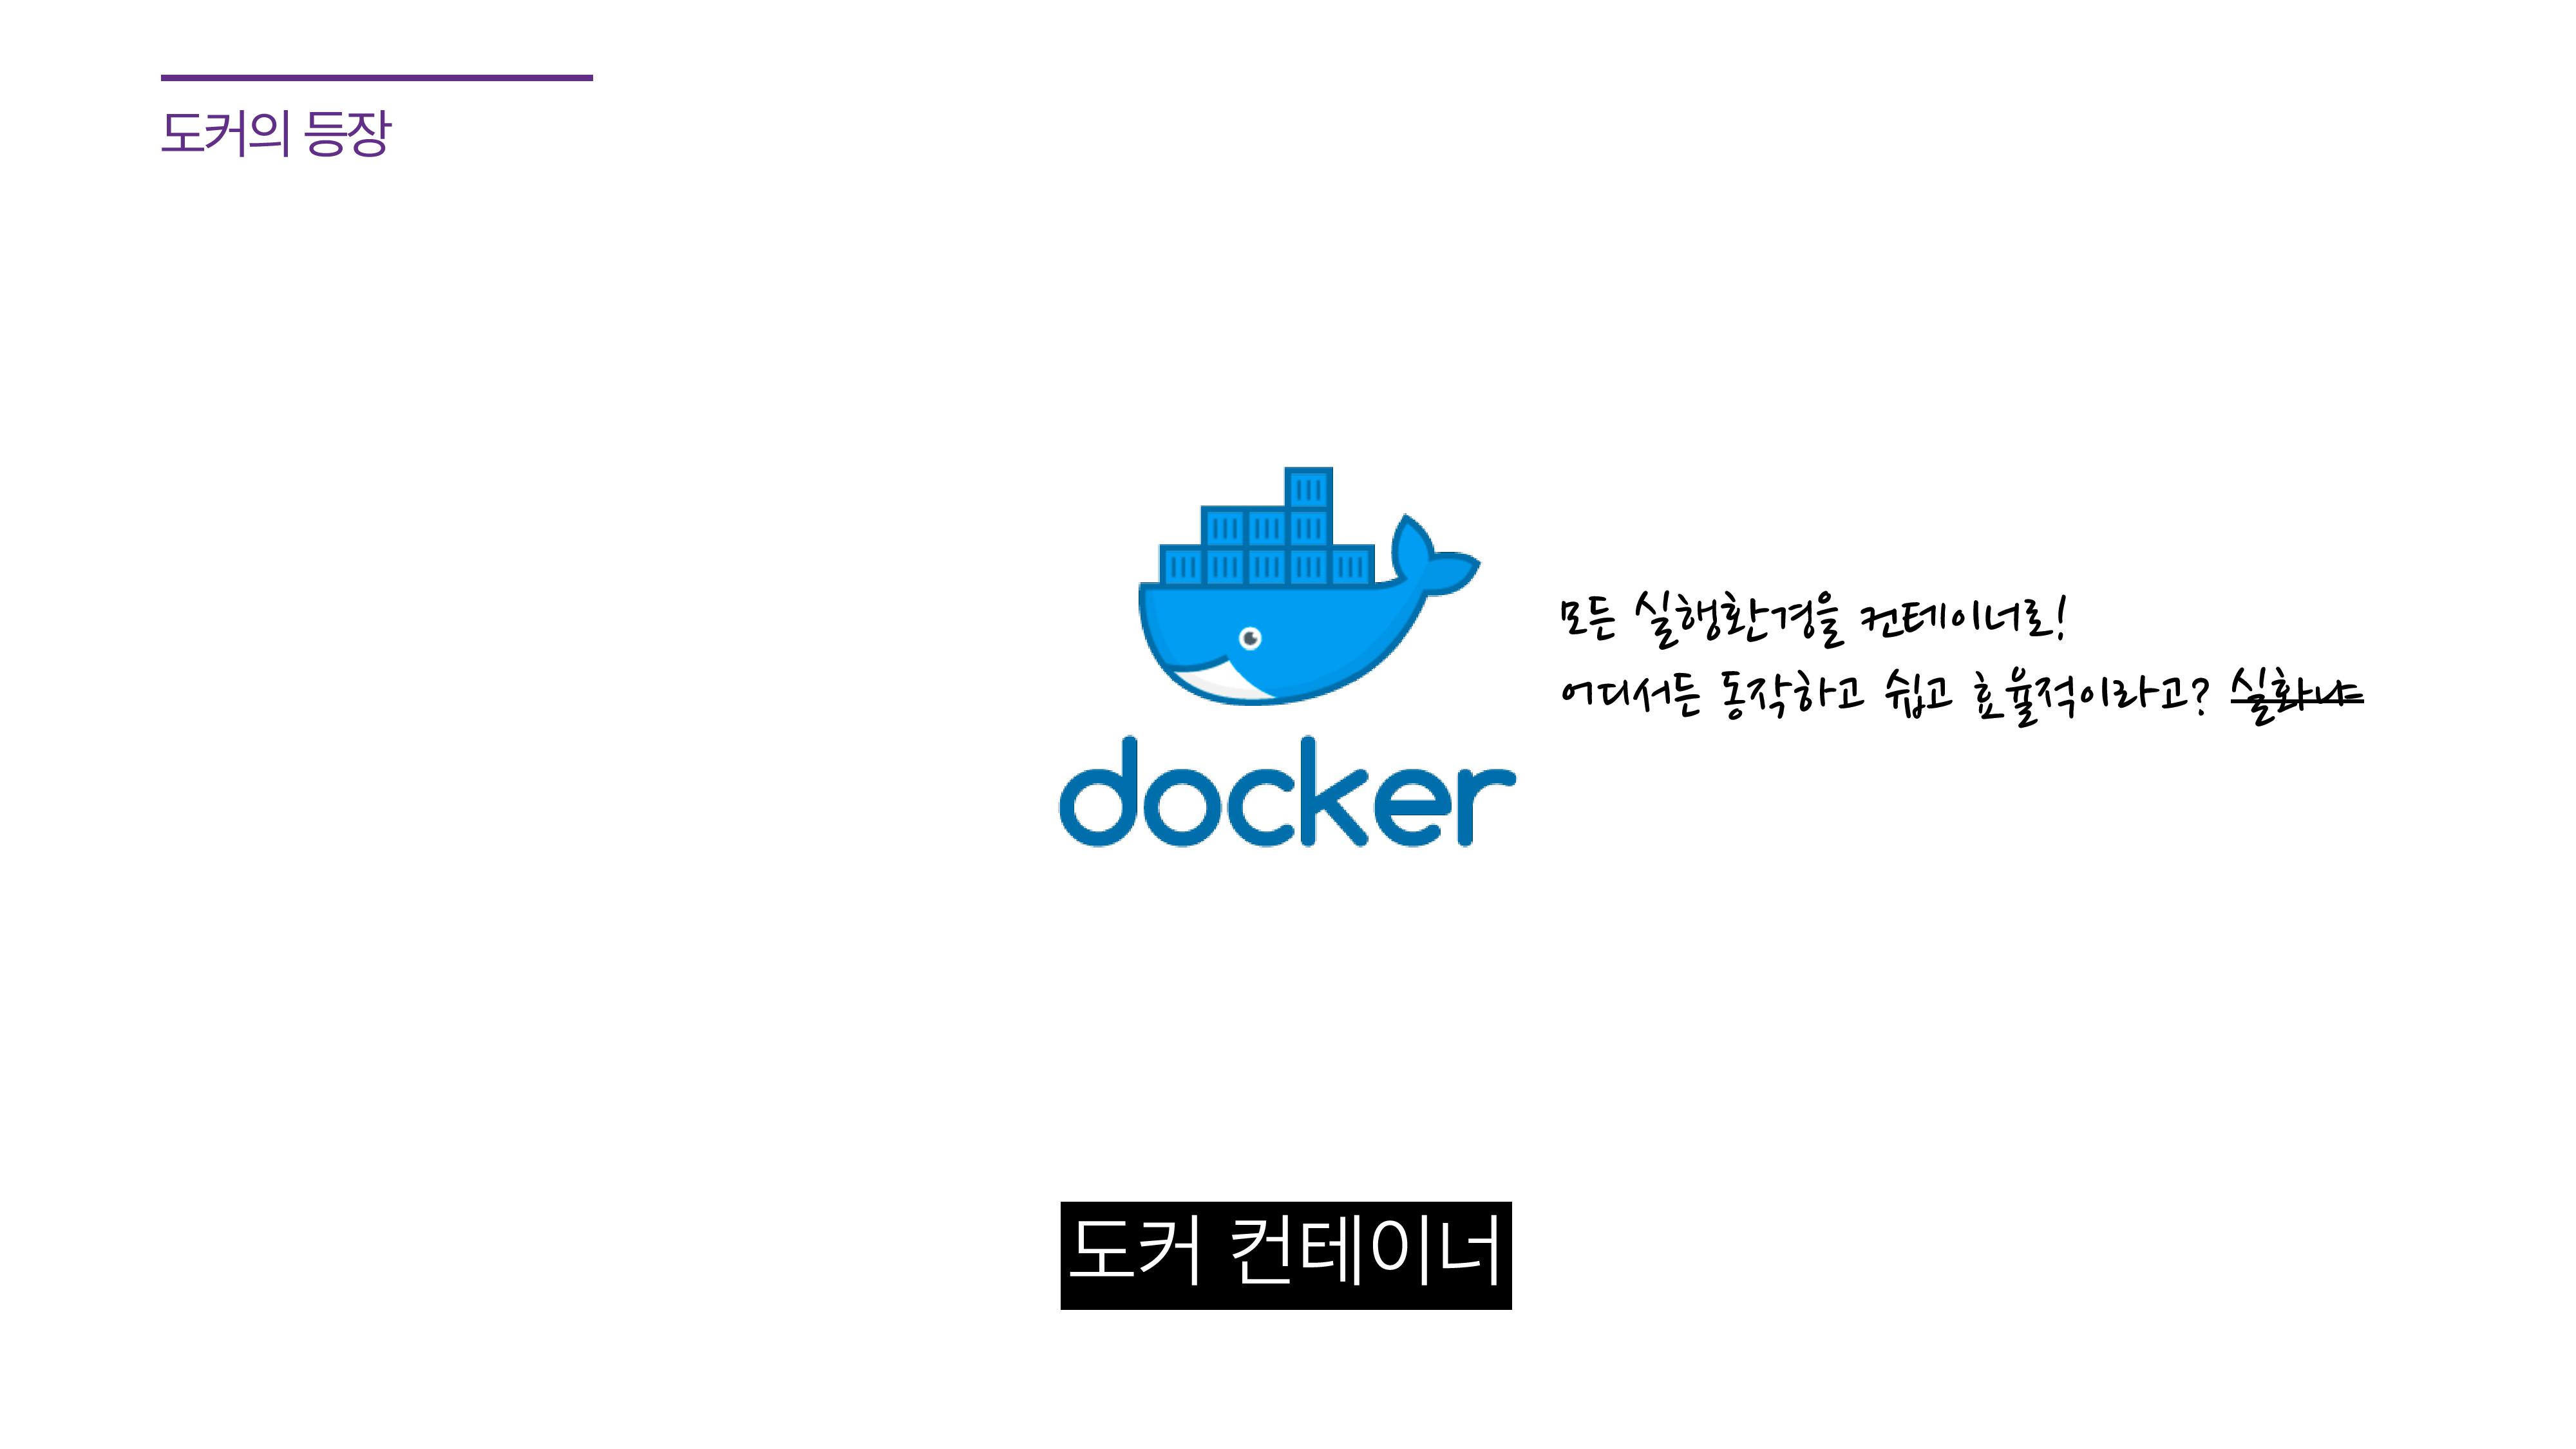 도커의 등장
모든 실행환경을 컨테이너로!
어디서든 동작하고 쉽고 효율적이라고? 실화냐
docker
도커 컨테이너